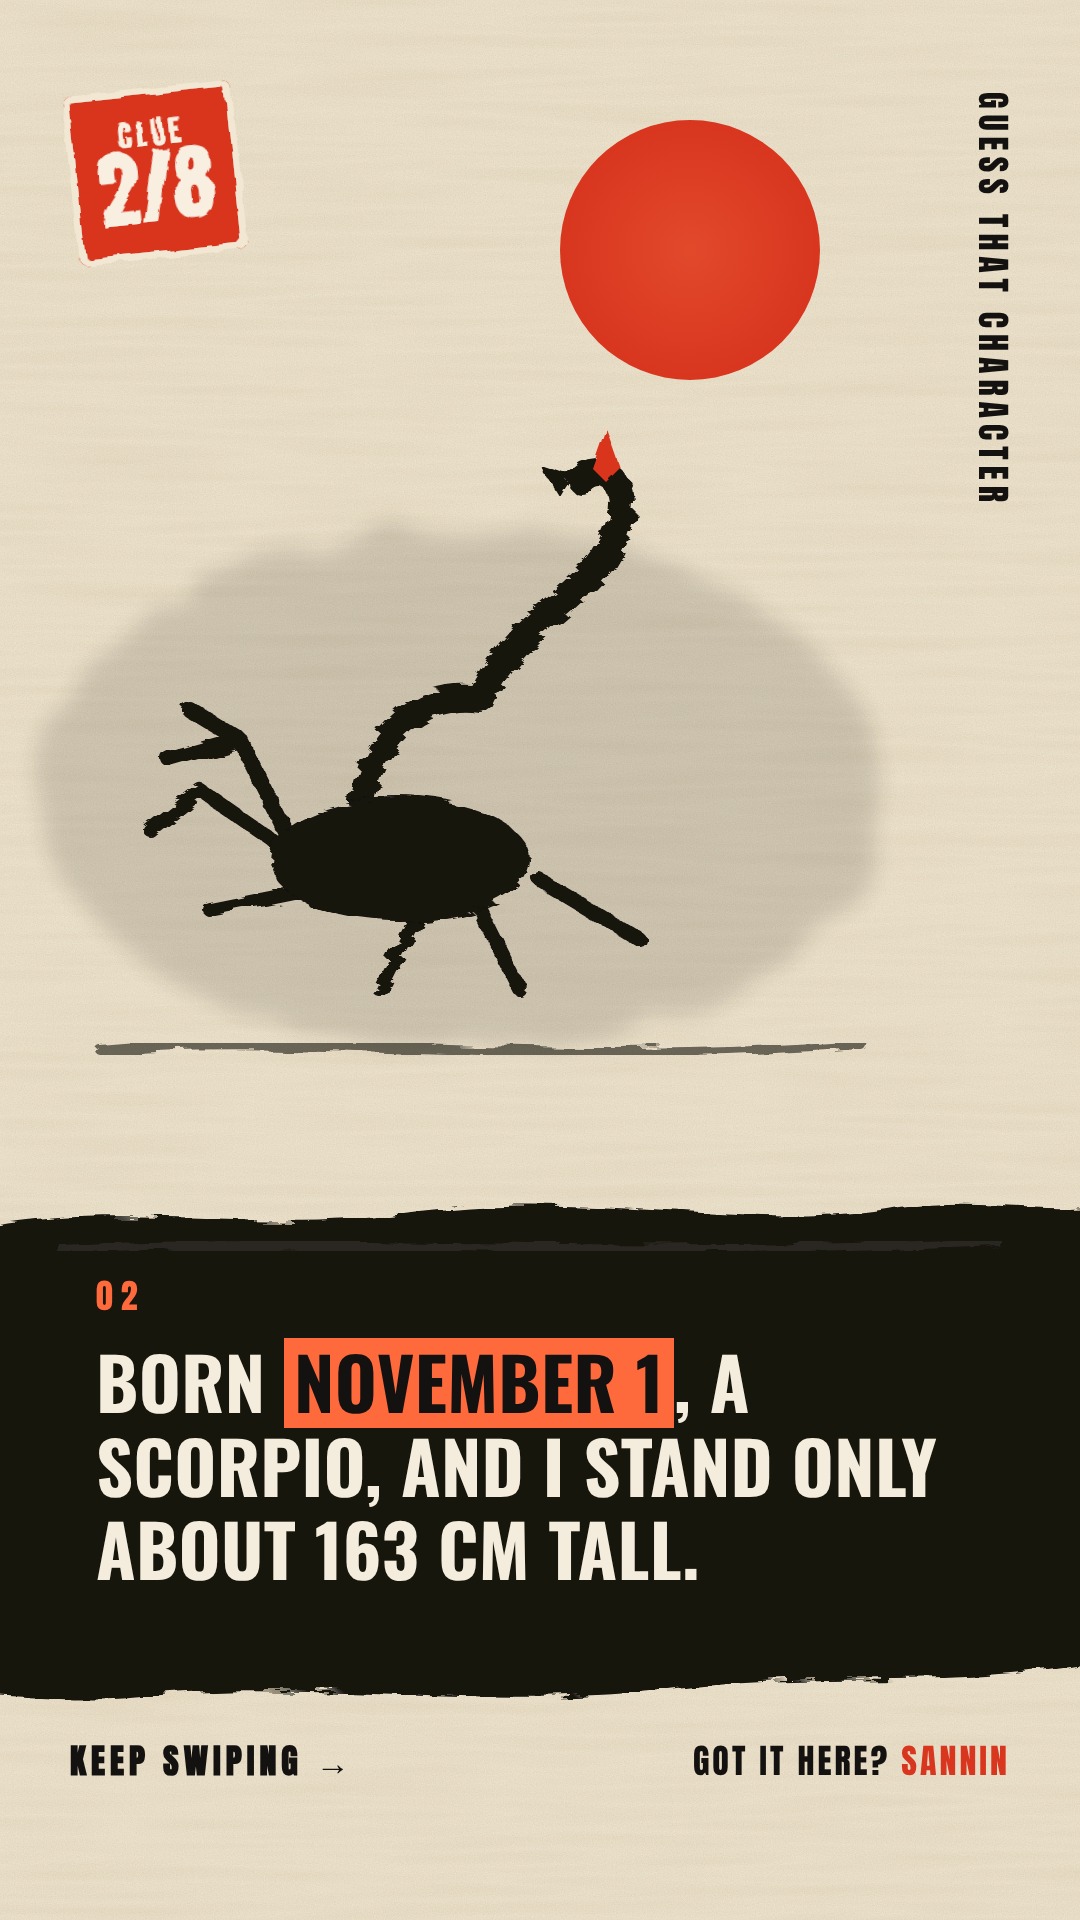 CLUE
2/8
GUESS THAT CHARACTER
02
BORN NOVEMBER 1, A
SCORPIO, AND I STAND ONLY
ABOUT 163 CM TALL.
KEEP SWIPING →
GOT IT HERE? SANNIN